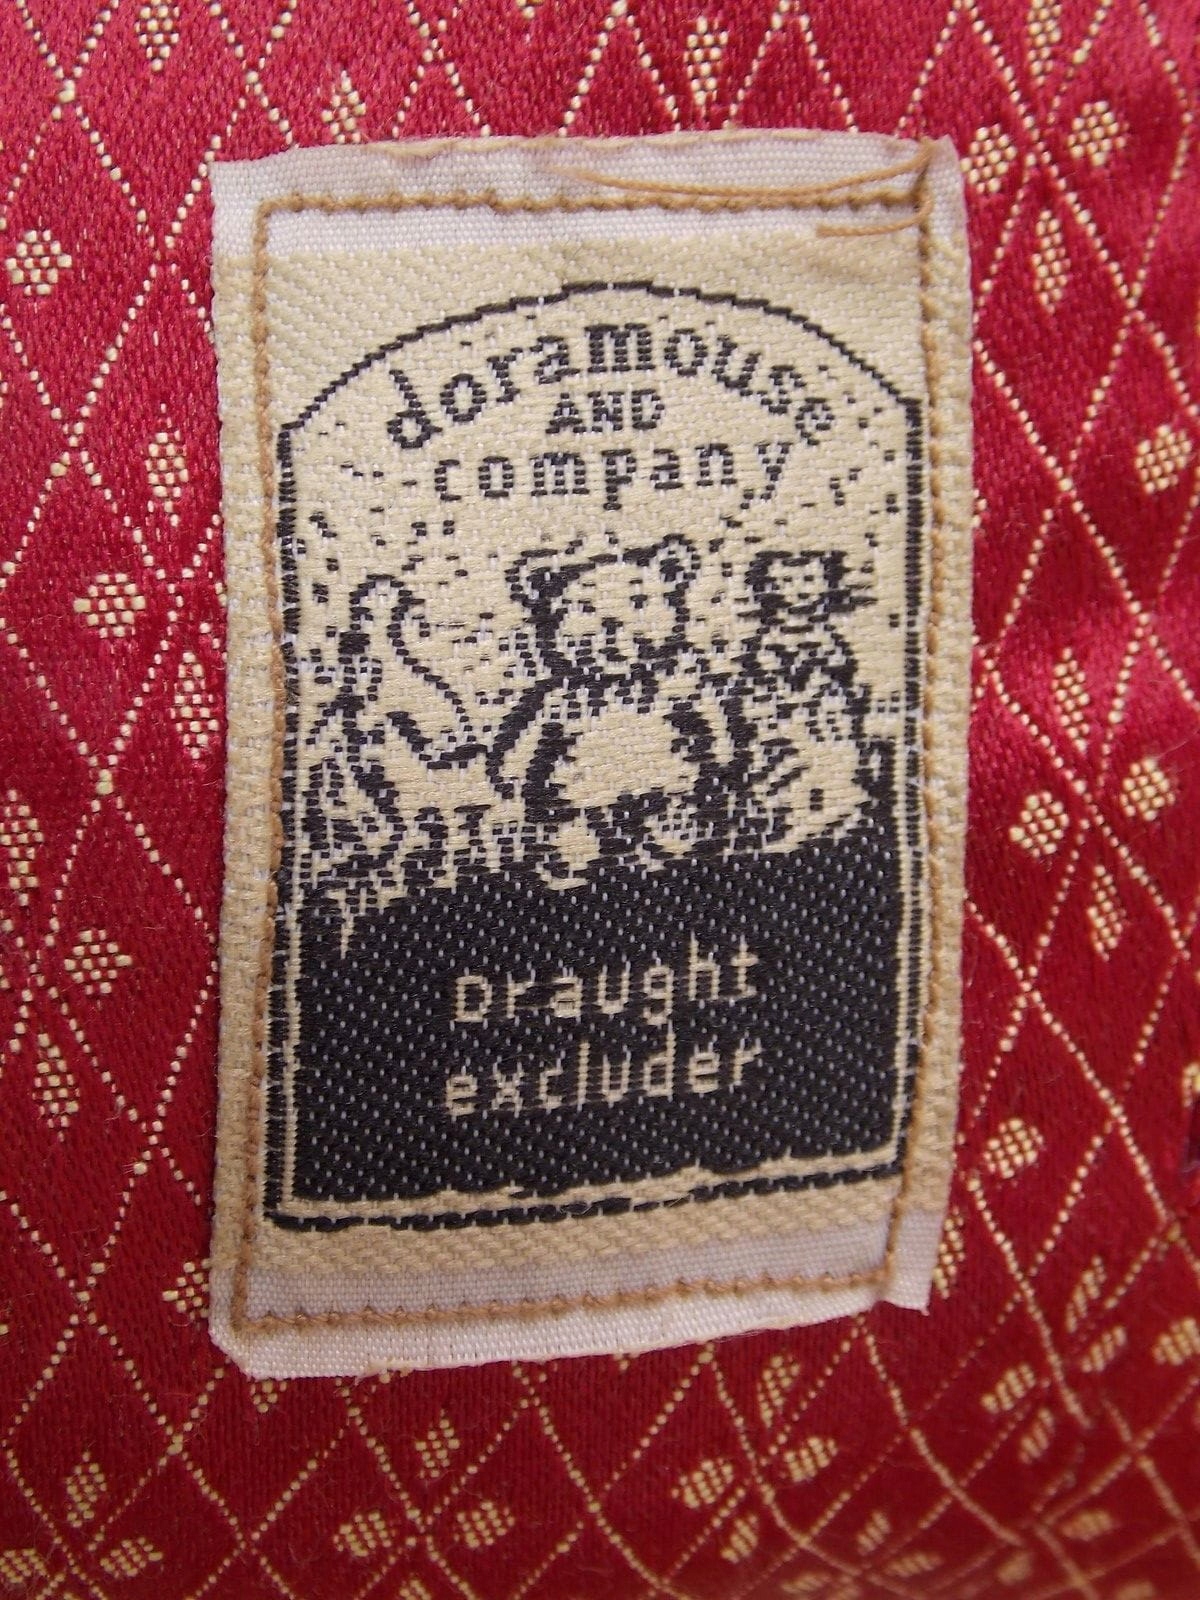 doramouse
AND
company
Draught
excluder